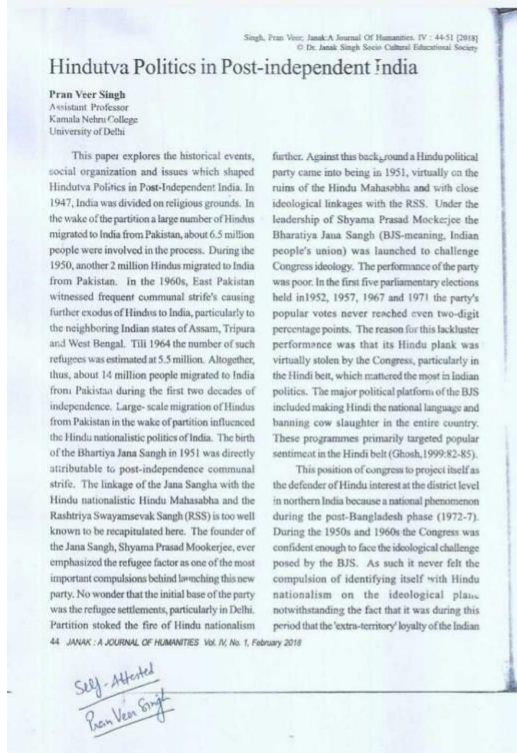 Singh, Pran Veer; Janak:A Journal Of Humanities. IV : 44-51 [2018]
© Dr. Janak Singh Socio Cultural Educational Society
Hindutva Politics in Post-independent India
Pran Veer Singh
Assistant Professor
Kamala Nehru College
University of Delhi
This paper explores the historical events,
social organization and issues which shaped
Hindutva Politics in Post-Independent India. In
1947, India was divided on religious grounds. In
the wake of the partition a large number of Hindus
migrated to India from Pakistan, about 6.5 million
people were involved in the process. During the
1950, another 2 million Hindus migrated to India
from Pakistan. In the 1960s, East Pakistan
witnessed frequent communal strife's causing
further exodus of Hindus to India, particularly to
the neighboring Indian states of Assam, Tripura
and West Bengal. Till 1964 the number of such
refugees was estimated at 5.5 million. Altogether,
thus, about 14 million people migrated to India
from Pakistan during the first two decades of
independence. Large- scale migration of Hindus
from Pakistan in the wake of partition influenced
the Hindu nationalistic politics of India. The birth
of the Bhartiya Jana Sangh in 1951 was directly
attributable to post-independence communal
strife. The linkage of the Jana Sangha with the
Hindu nationalistic Hindu Mahasabha and the
Rashtriya Swayamsevak Sangh (RSS) is too well
known to be recapitulated here. The founder of
the Jana Sangh, Shyama Prasad Mookerjee, ever
emphasized the refugee factor as one of the most
important compulsions behind launching this new
party. No wonder that the initial base of the party
was the refugee settlements, particularly in Delhi.
Partition stoked the fire of Hindu nationalism
further. Against this background a Hindu political
party came into being in 1951, virtually on the
ruins of the Hindu Mahasebha and with close
ideological linkages with the RSS. Under the
leadership of Shyama Prasad Mockerjee the
Bharatiya Jana Sangh (BJS-meaning, Indian
people's union) was launched to challenge
Congress ideology. The performance of the party
was poor. In the first five parliamentary elections
held in1952, 1957, 1967 and 1971 the party's
popular votes never reached even two-digit
percentage points. The reason for this lackluster
performance was that its Hindu plank was
virtually stolen by the Congress, particularly in
the Hindi belt, which mattered the most in Indian
politics. The major political platform of the BJS
included making Hindi the national language and
banning cow slaughter in the entire country.
These programmes primarily targeted popular
sentiment in the Hindi belt (Ghosh,1999:82-85).
This position of congress to project itself as
the defender of Hindu interest at the district level
in northern India because a national phenomenon
during the post-Bangladesh phase (1972-7).
During the 1950s and 1960s the Congress was
confident enough to face the ideological challenge
posed by the BJS. As such it never felt the
compulsion of identifying itself with Hindu
nationalism on the ideological plane
notwithstanding the fact that it was during this
period that the 'extra-territory' loyalty of the Indian
44 JANAK : A JOURNAL OF HUMANITIES Vol. IV, No. 1, February 2018
Self-Attested
Pran Veer Singh